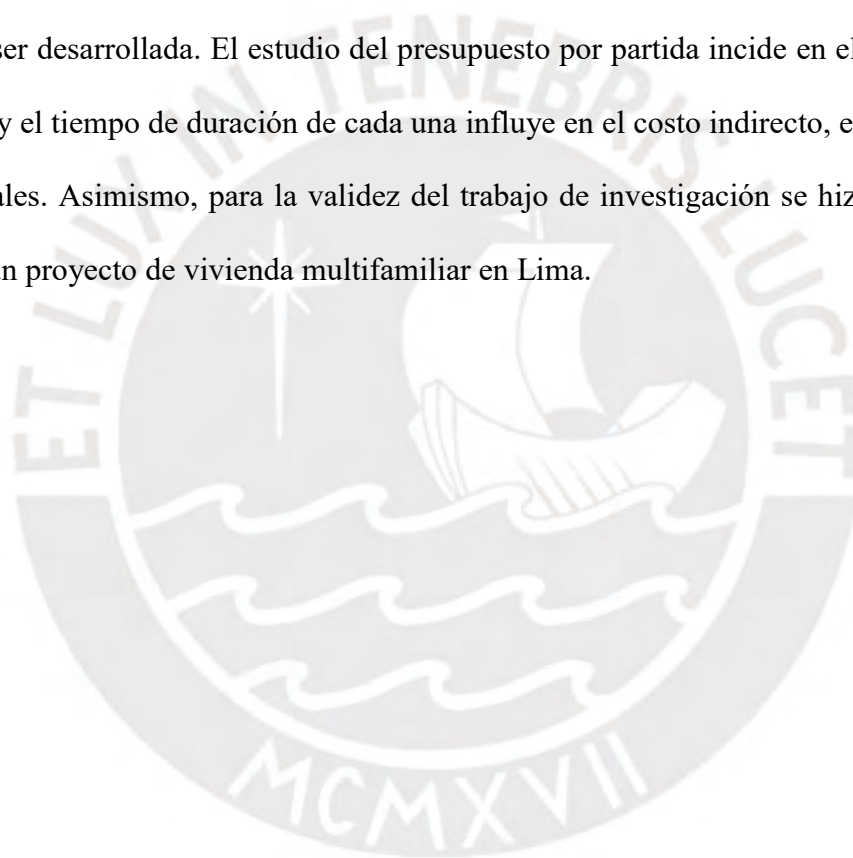 ser desarrollada. El estudio del presupuesto por partida incide en el
y el tiempo de duración de cada una influye en el costo indirecto, e
ales. Asimismo, para la validez del trabajo de investigación se hiz
n proyecto de vivienda multifamiliar en Lima.
ET LUX IN TENEBRIS LUCET
MCMXVII